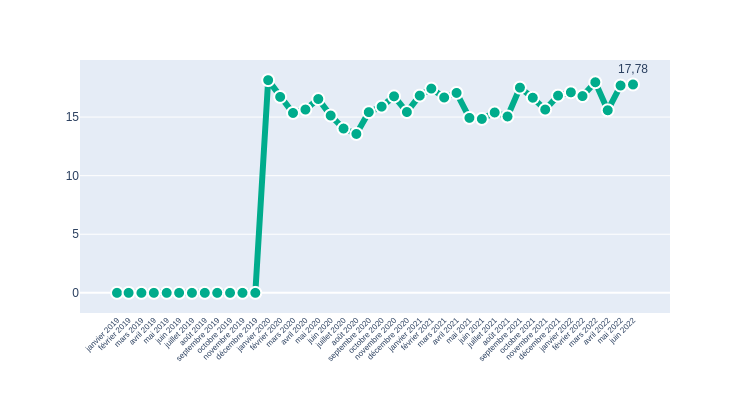 17,78
15
10
5
0
janvier 2019
février 2019
mars 2019
avril 2019
mai 2019
juin 2019
juillet 2019
août 2019
septembre 2019
octobre 2019
novembre 2019
décembre 2019
janvier 2020
février 2020
mars 2020
avril 2020
mai 2020
juin 2020
juillet 2020
août 2020
septembre 2020
octobre 2020
novembre 2020
décembre 2020
janvier 2021
février 2021
mars 2021
avril 2021
mai 2021
juin 2021
juillet 2021
août 2021
septembre 2021
octobre 2021
novembre 2021
décembre 2021
janvier 2022
février 2022
mars 2022
avril 2022
mai 2022
juin 2022